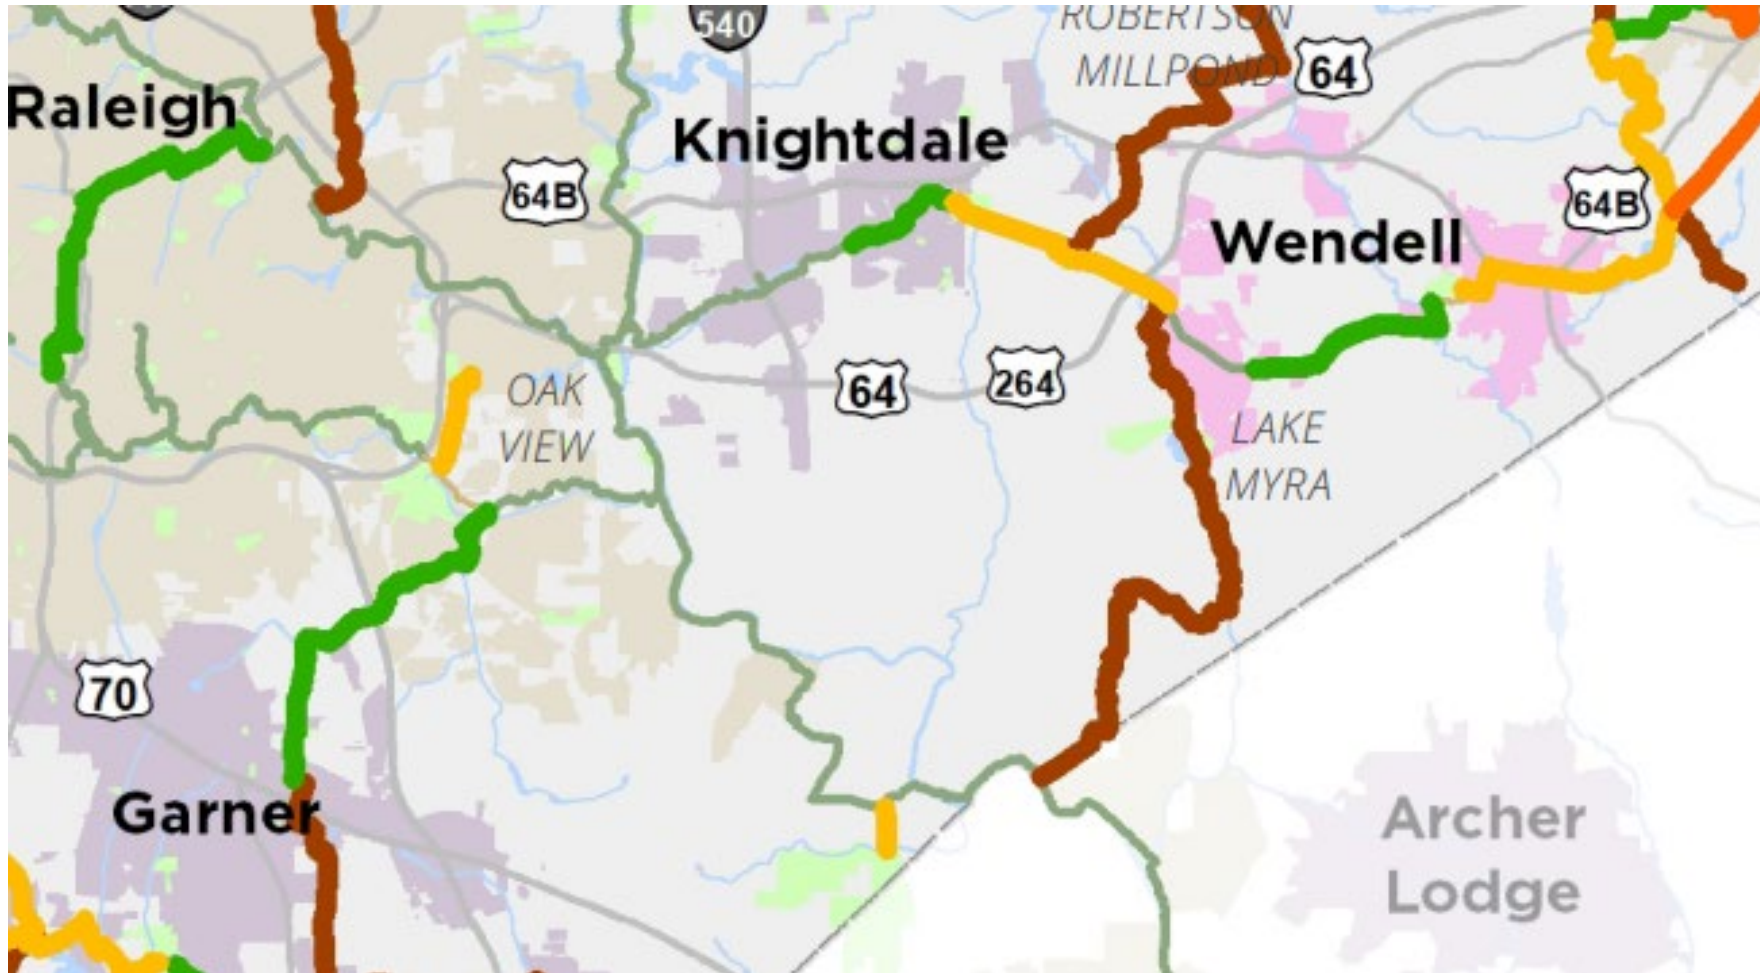 540
ROBERTSON
MILLPOND
64
Raleigh
Knightdale
64B
64B
Wendell
OAK
VIEW
64
264
LAKE
MYRA
70
Garner
Archer
Lodge